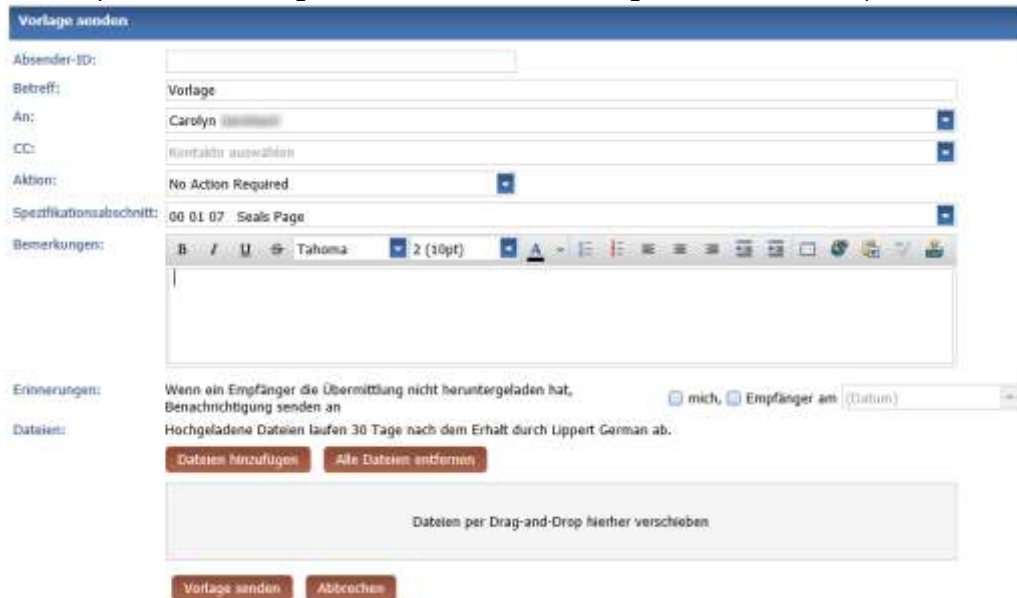 Vorlage senden
Absender-ID:
Betreff: Vorlage
An: Carolyn
CC: Kontakte auswählen
Aktion: No Action Required
Spezifikationsabschnitt: 00 01 07 Seals Page
Bemerkungen: B I U S Tahoma 2 (10pt) A
Erinnerungen: Wenn ein Empfänger die Übermittlung nicht heruntergeladen hat,
Benachrichtigung senden an mich, Empfänger am (Datum)
Dateien: Hochgeladene Dateien laufen 30 Tage nach dem Erhalt durch Lippert German ab.
Dateien hinzufügen Alle Dateien entfernen
Dateien per Drag-and-Drop hierher verschieben
Vorlage senden Abbrechen